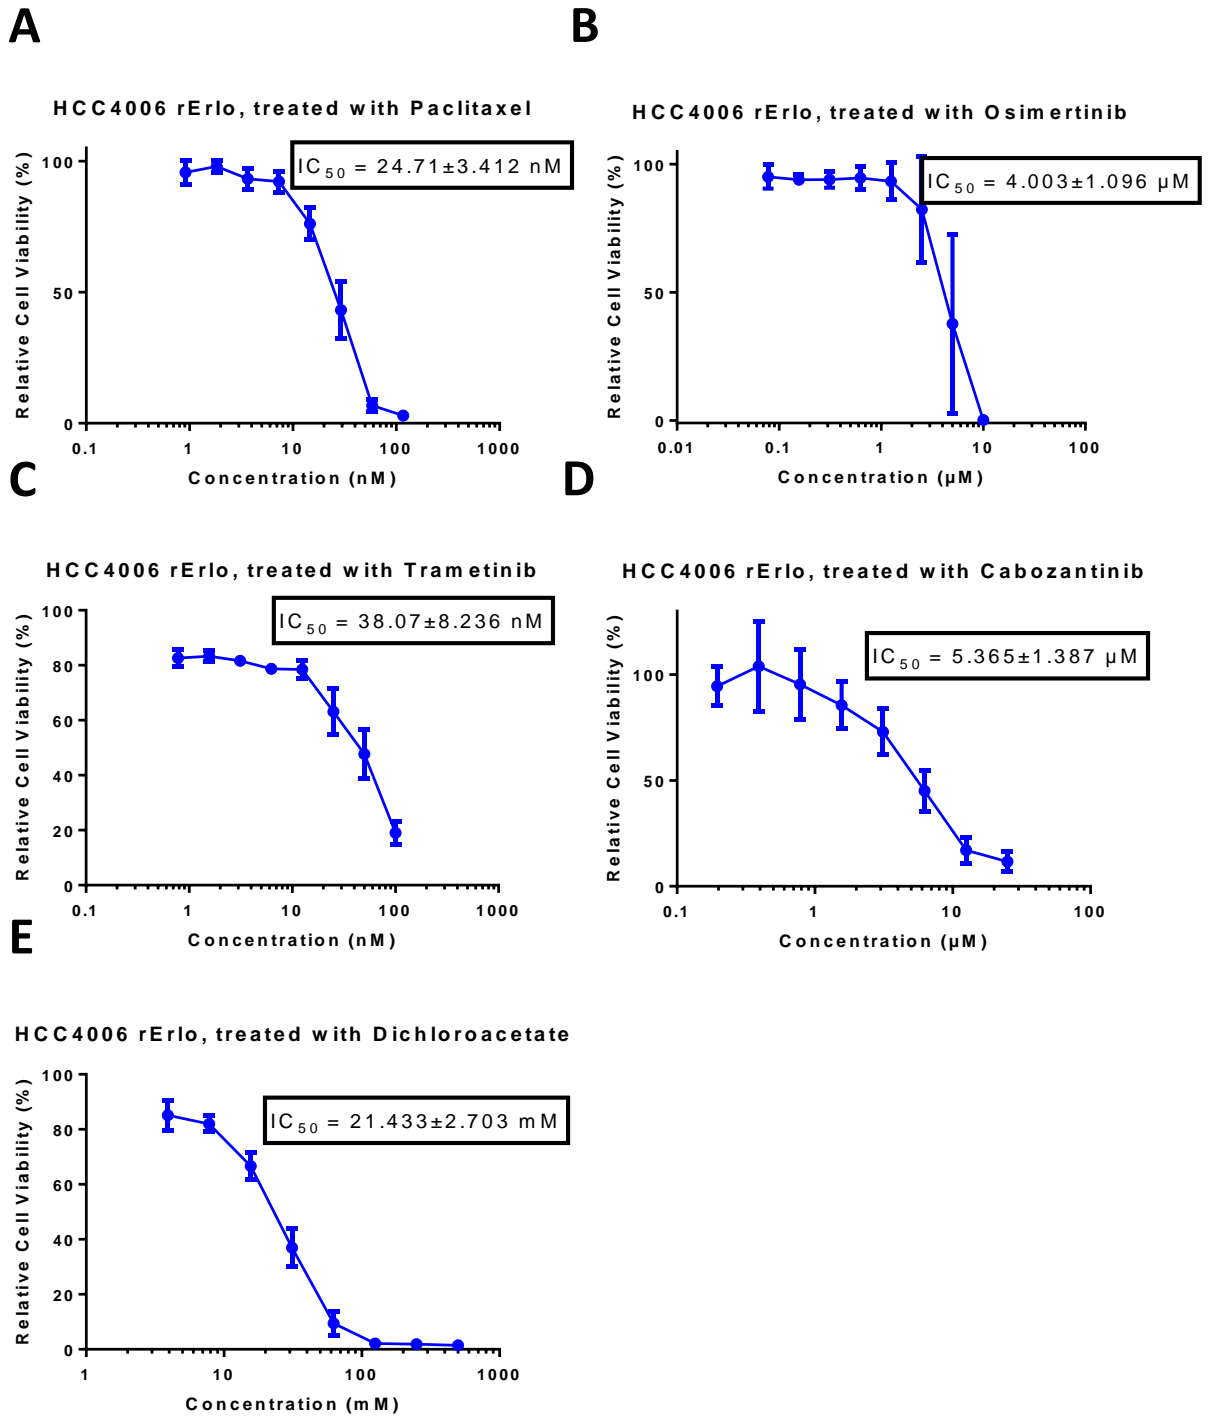 A
HCC4006 rErlo, treated with Paclitaxel
IC50 = 24.71±3.412 nM
Relative Cell Viability (%)
100
50
0
0.1 1 10 100 1000
Concentration (nM)
B
HCC4006 rErlo, treated with Osimertinib
IC50 = 4.003±1.096 µM
Relative Cell Viability (%)
100
50
0
0.01 0.1 1 10 100
Concentration (µM)
C
HCC4006 rErlo, treated with Trametinib
IC50 = 38.07±8.236 nM
Relative Cell Viability (%)
100
80
60
40
20
0
0.1 1 10 100 1000
Concentration (nM)
D
HCC4006 rErlo, treated with Cabozantinib
IC50 = 5.365±1.387 µM
Relative Cell Viability (%)
100
50
0
0.1 1 10 100
Concentration (µM)
E
HCC4006 rErlo, treated with Dichloroacetate
IC50 = 21.433±2.703 mM
Relative Cell Viability (%)
100
80
60
40
20
0
1 10 100 1000
Concentration (mM)